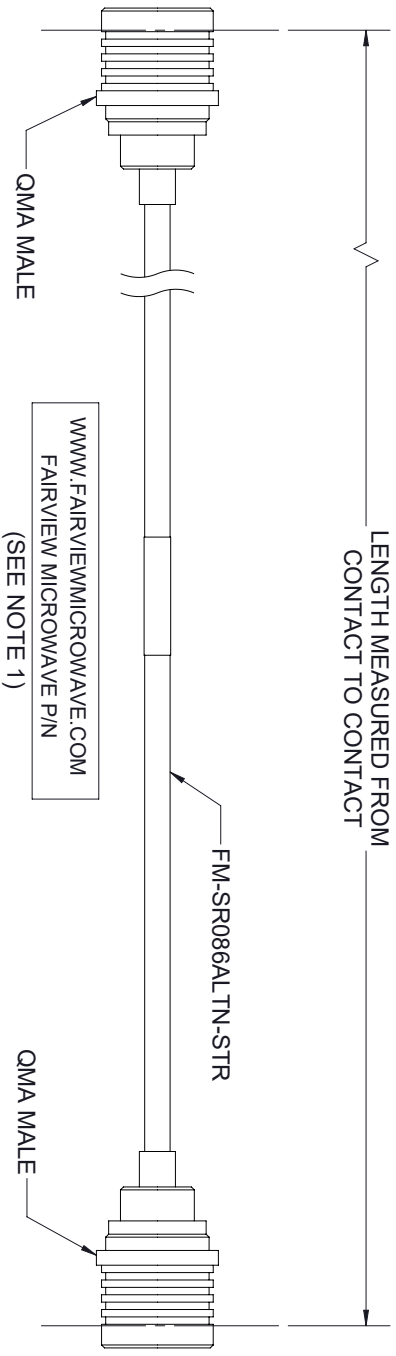 LENGTH MEASURED FROM
CONTACT TO CONTACT
FM-SR086ALTN-STR
QMA MALE
QMA MALE
WWW.FAIRVIEWMICROWAVE.COM
FAIRVIEW MICROWAVE P/N
(SEE NOTE 1)